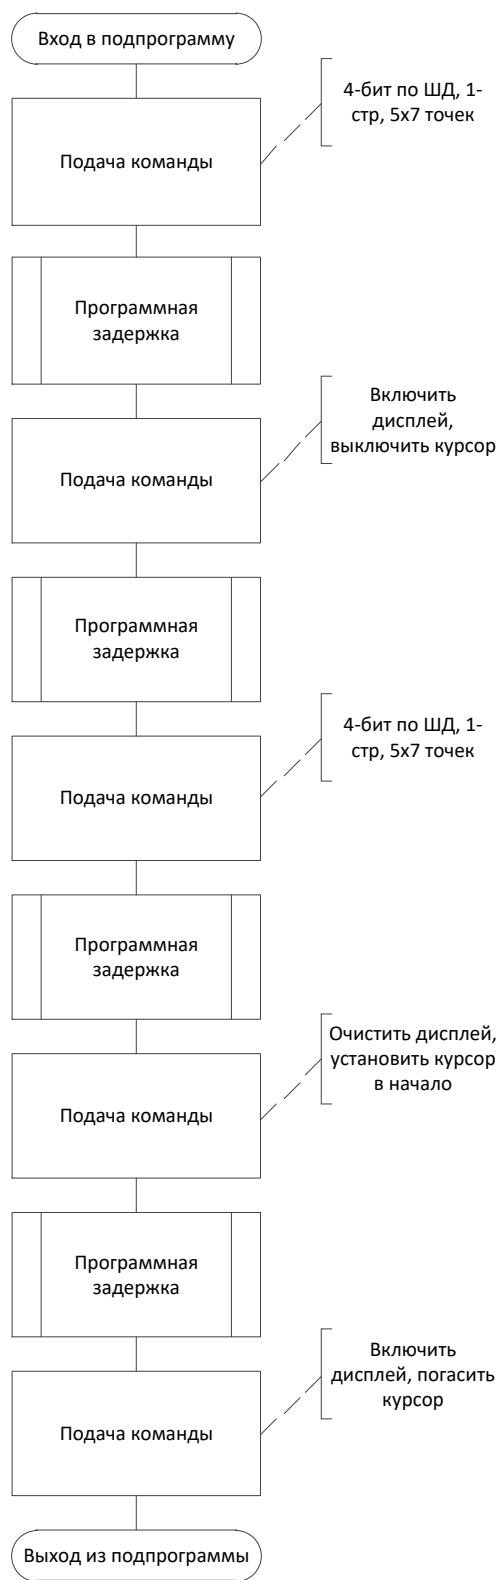 Вход в подпрограмму
4-бит по ШД, 1-
стр, 5х7 точек
Подача команды
Программная
задержка
Включить
дисплей,
выключить курсор
Подача команды
Программная
задержка
4-бит по ШД, 1-
стр, 5х7 точек
Подача команды
Программная
задержка
Очистить дисплей,
установить курсор
в начало
Подача команды
Программная
задержка
Включить
дисплей, погасить
курсор
Подача команды
Выход из подпрограммы